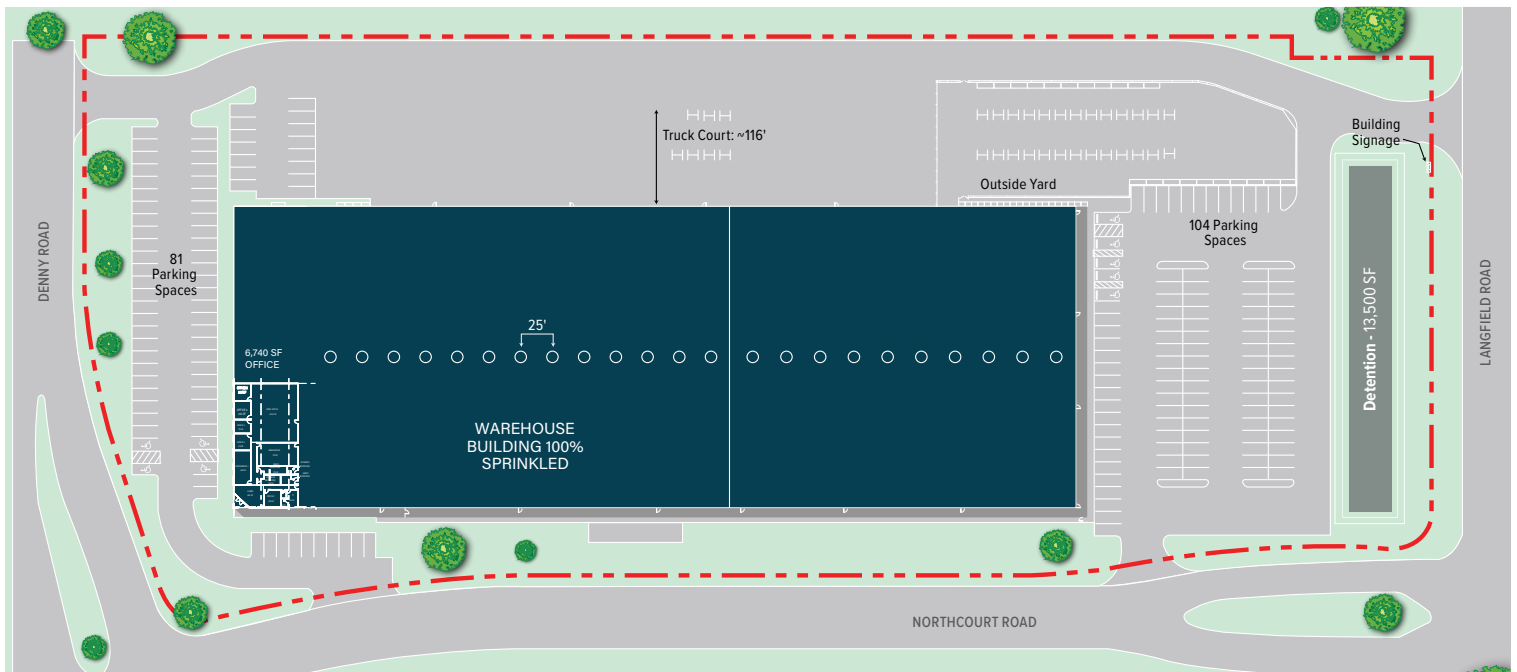 Truck Court: ~116'
Building
Signage
Outside Yard
104 Parking
Spaces
81
Parking
Spaces
DENNY ROAD
LANGFIELD ROAD
Detention - 13,500 SF
25'
6,740 SF
OFFICE
WAREHOUSE
BUILDING 100%
SPRINKLED
NORTHCOURT ROAD